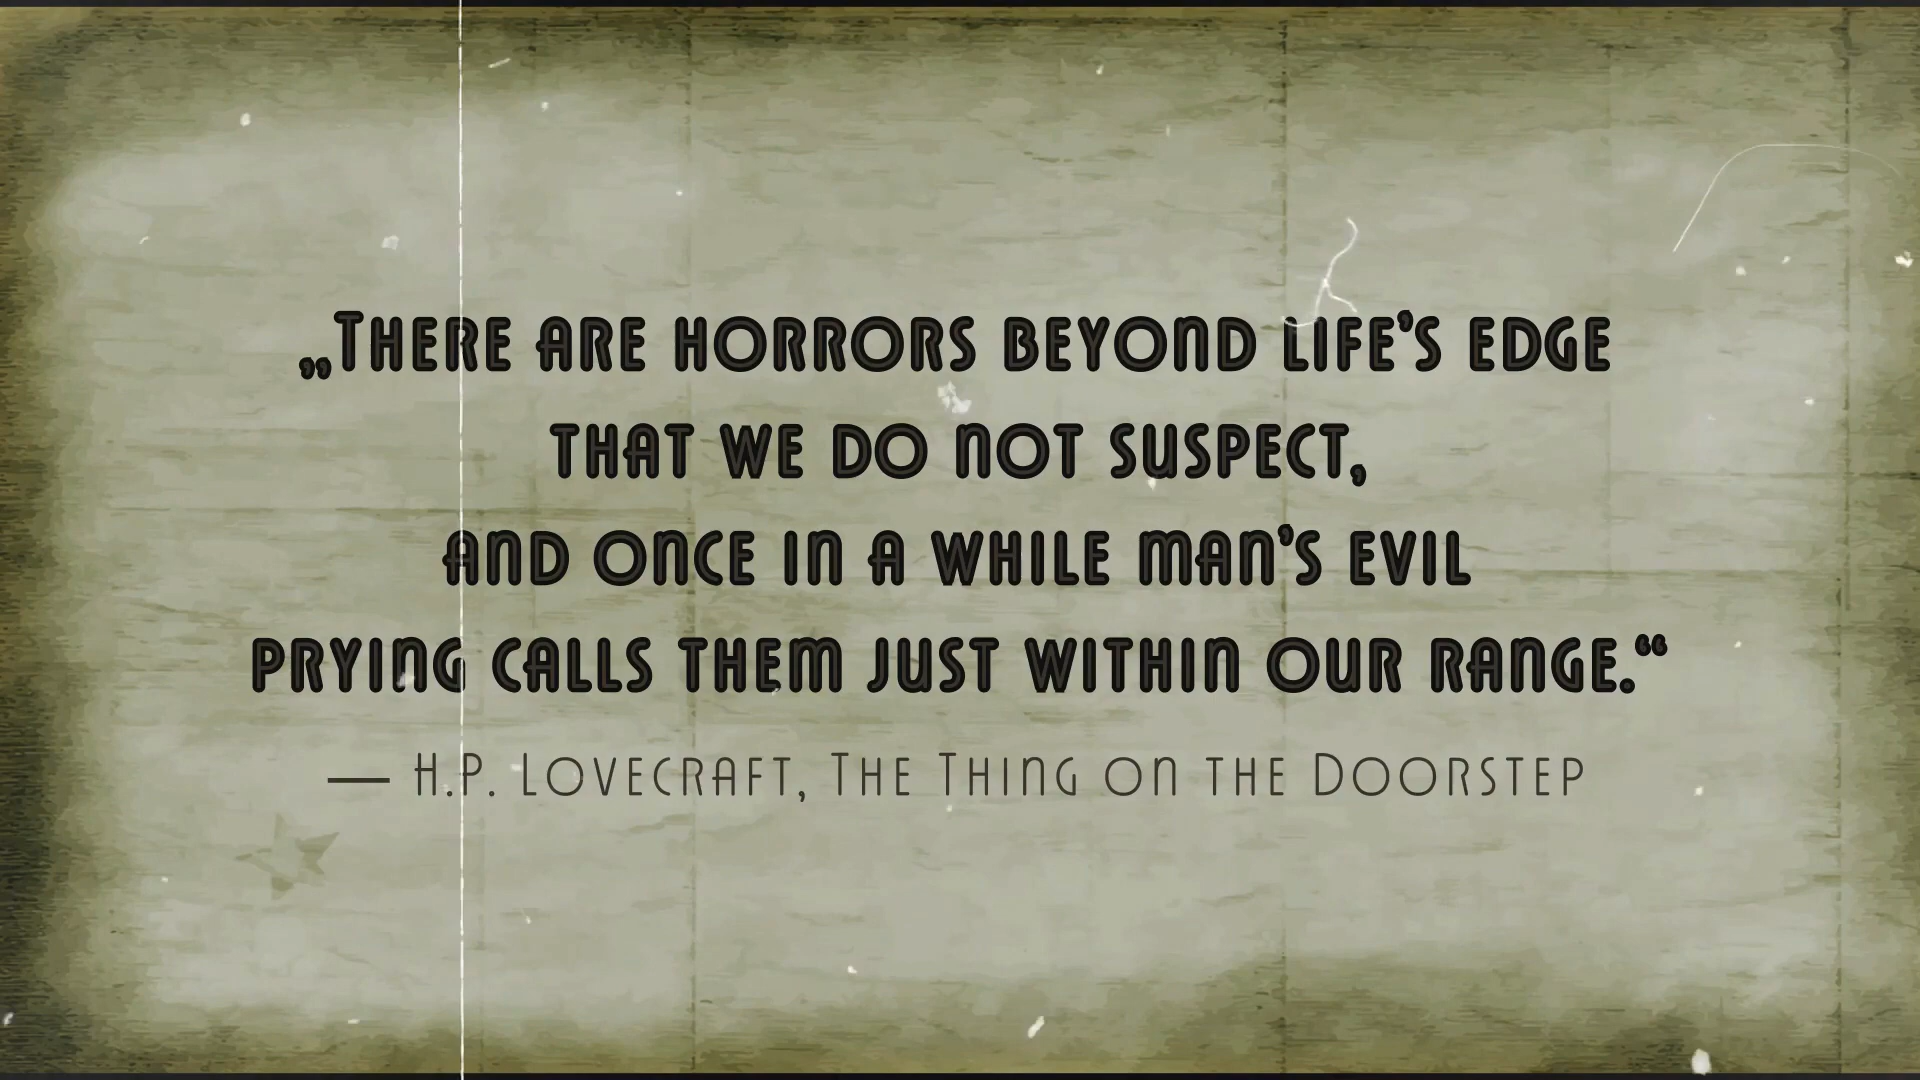 „There are horrors beyond life’s edge
that we do not suspect,
and once in a while man’s evil
prying calls them just within our range.“
— H.P. Lovecraft, The Thing on the Doorstep